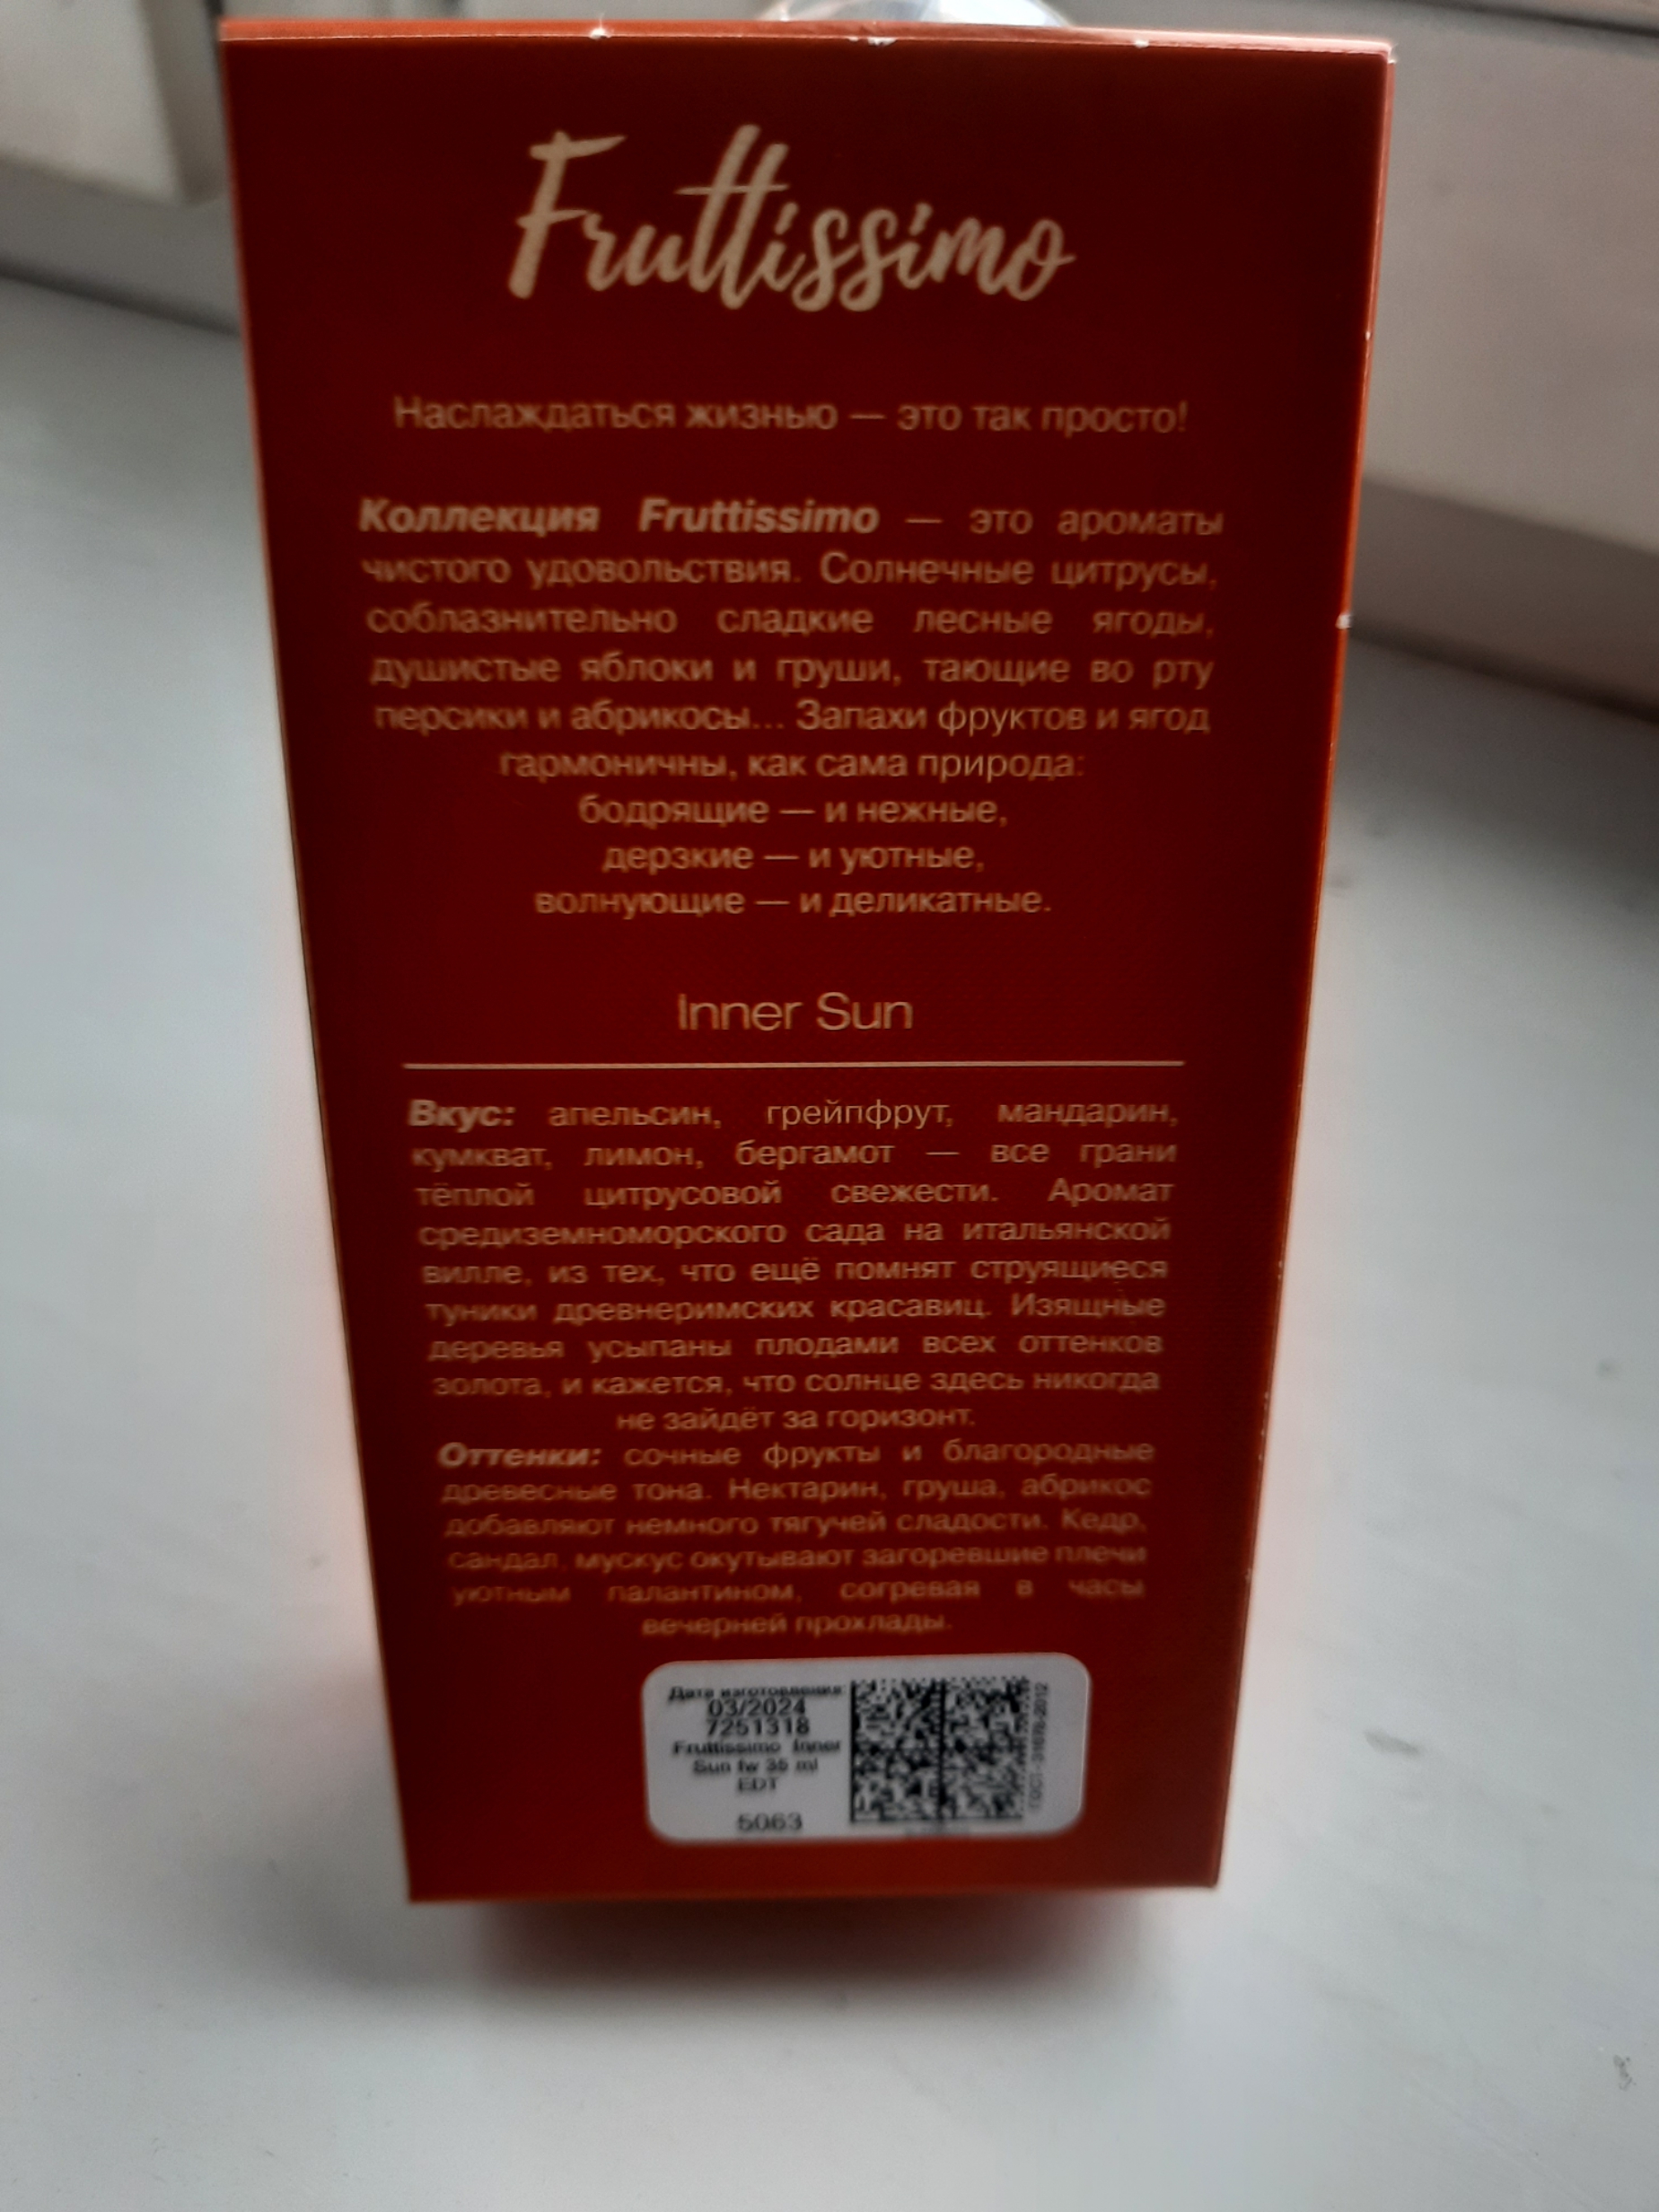 Fruttissimo
Наслаждаться жизнью — это так просто!
Коллекция Fruttissimo — это ароматы
чистого удовольствия. Солнечные цитрусы,
соблазнительно сладкие лесные ягоды,
душистые яблоки и груши, тающие во рту
персики и абрикосы... Запахи фруктов и ягод
гармоничны, как сама природа:
бодрящие — и нежные,
дерзкие — и уютные,
волнующие — и деликатные.
Inner Sun
Вкус: апельсин, грейпфрут, мандарин,
кумкват, лимон, бергамот — все грани
тёплой цитрусовой свежести. Аромат
средиземноморского сада на итальянской
вилле, из тех, что ещё помнят струящиеся
туники древнеримских красавиц. Изящные
деревья усыпаны плодами всех оттенков
золота, и кажется, что солнце здесь никогда
не зайдёт за горизонт.
Оттенки: сочные фрукты и благородные
древесные тона. Нектарин, груша, абрикос
добавляют немного тягучей сладости. Кедр,
сандал, мускус окутывают загоревшие плечи
уютным палантином, согревая в часы
вечерней прохлады.
Дата изготовления:
03/2024
7251318
Fruttissimo Inner
Sun fw 35 ml
EDT
5063
ГОСТ-31678-2012